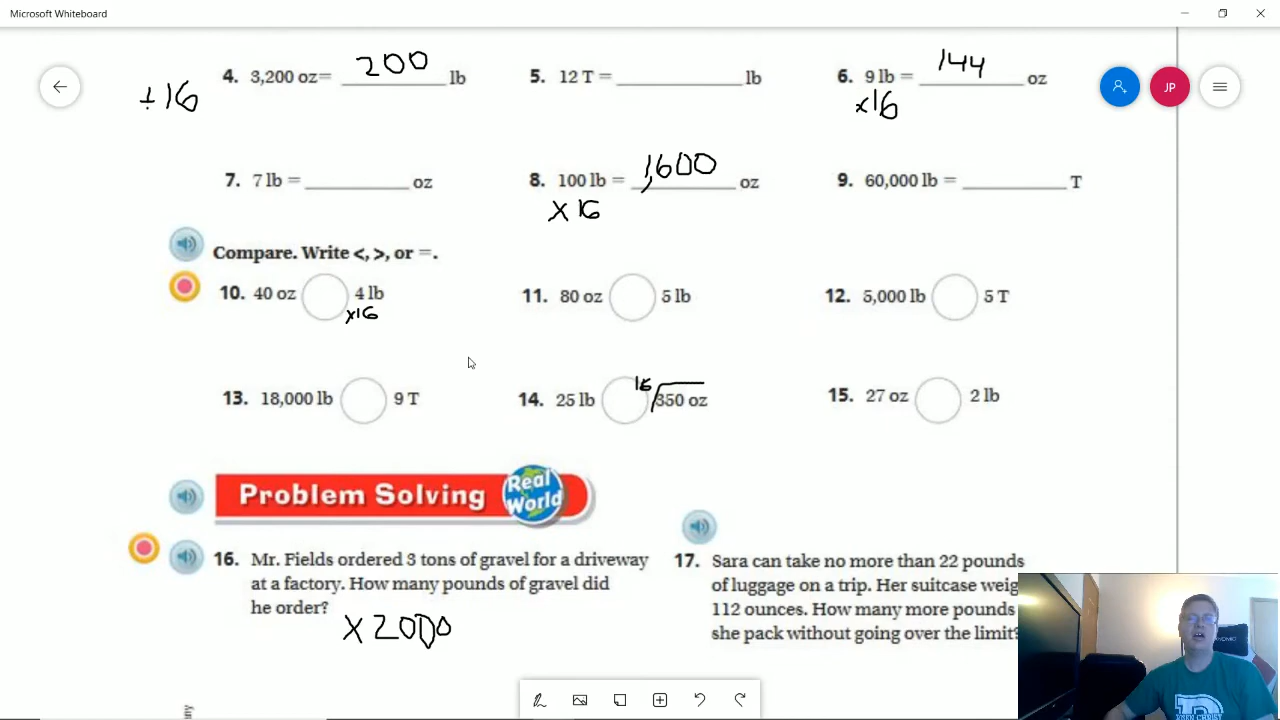 Microsoft Whiteboard
4. 3,200 oz= 200 lb
÷16
5. 12 T = ____ lb
6. 9 lb = 144 oz
×16
JP
7. 7 lb = ____ oz
8. 100 lb = 1,600 oz
×16
9. 60,000 lb = ____ T
Compare. Write <, >, or =.
10. 40 oz 4 lb
×16
11. 80 oz 5 lb
12. 5,000 lb 5 T
13. 18,000 lb 9 T
14. 25 lb 16 350 oz
15. 27 oz 2 lb
Problem Solving Real World
16. Mr. Fields ordered 3 tons of gravel for a driveway
at a factory. How many pounds of gravel did
he order?
×2000
17. Sara can take no more than 22 pounds
of luggage on a trip. Her suitcase weig
112 ounces. How many more pounds
she pack without going over the limit?